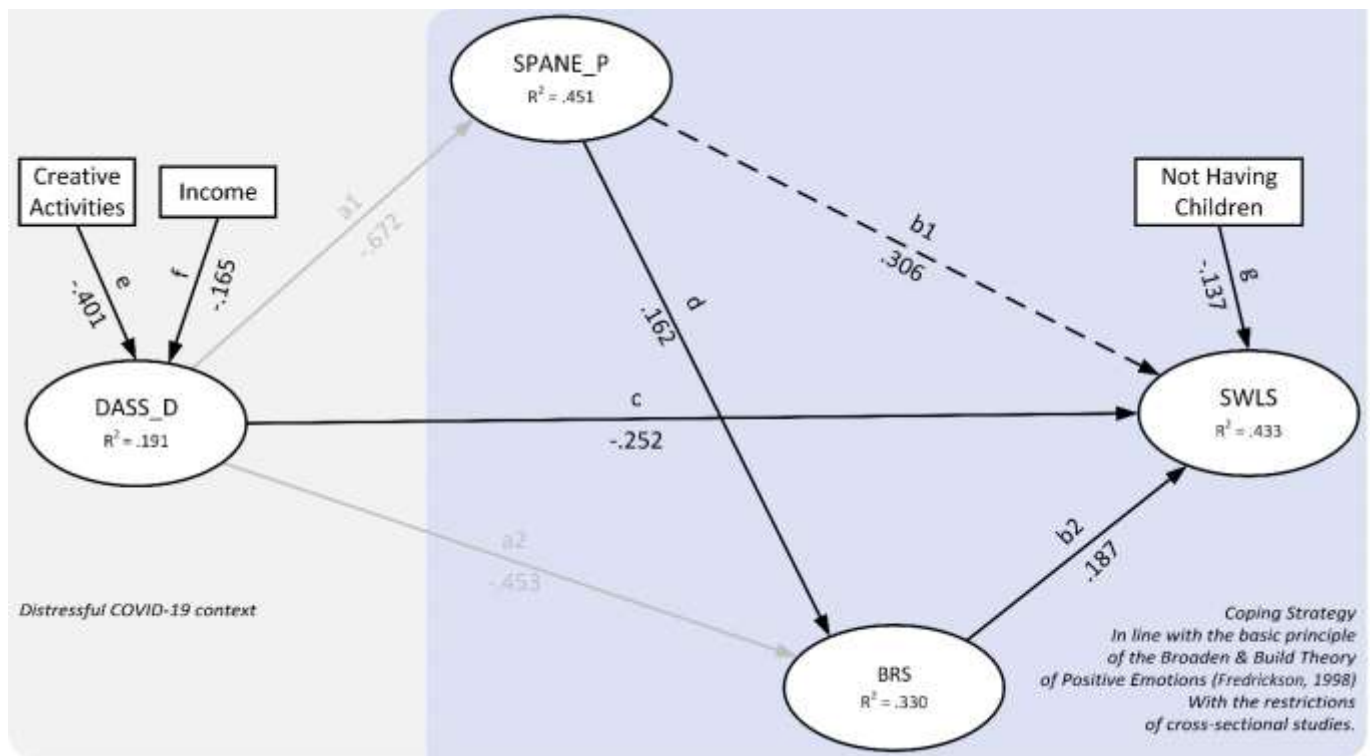 SPANE_P
R² = .451
Creative
Activities
Income
Not Having
Children
a1
-.672
b1
.306
e
-.401
f
-.165
d
.162
g
-.137
DASS_D
R² = .191
c
-.252
SWLS
R² = .433
a2
-.453
b2
.187
Distressful COVID-19 context
BRS
R² = .330
Coping Strategy
In line with the basic principle
of the Broaden & Build Theory
of Positive Emotions (Fredrickson, 1998)
With the restrictions
of cross-sectional studies.